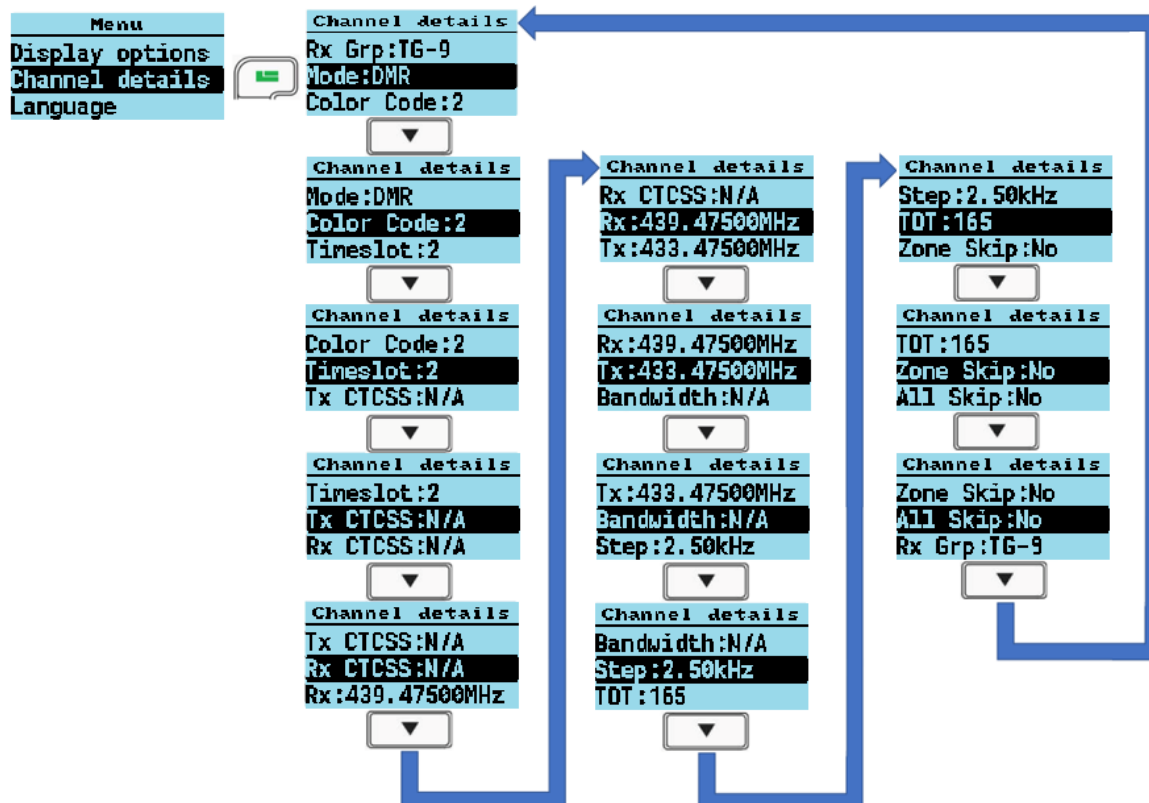 Menu
Display options
Channel details
Language
Channel details
Rx Grp:TG-9
Mode:DMR
Color Code:2
Channel details
Mode:DMR
Color Code:2
Timeslot:2
Channel details
Color Code:2
Timeslot:2
Tx CTCSS:N/A
Channel details
Timeslot:2
Tx CTCSS:N/A
Rx CTCSS:N/A
Channel details
Tx CTCSS:N/A
Rx CTCSS:N/A
Rx:439.47500MHz
Channel details
Rx CTCSS:N/A
Rx:439.47500MHz
Tx:433.47500MHz
Channel details
Rx:439.47500MHz
Tx:433.47500MHz
Bandwidth:N/A
Channel details
Tx:433.47500MHz
Bandwidth:N/A
Step:2.50kHz
Channel details
Bandwidth:N/A
Step:2.50kHz
TOT:165
Channel details
Step:2.50kHz
TOT:165
Zone Skip:No
Channel details
TOT:165
Zone Skip:No
All Skip:No
Channel details
Zone Skip:No
All Skip:No
Rx Grp:TG-9